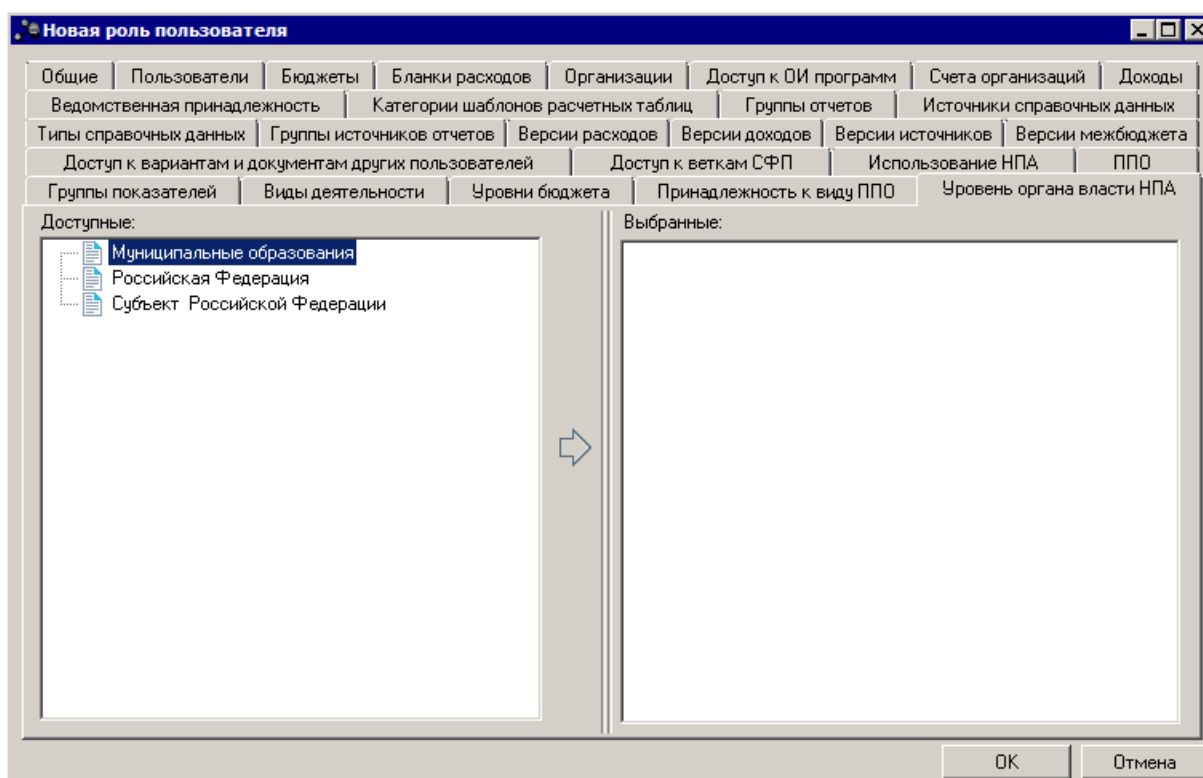 Новая роль пользователя
Общие Пользователи Бюджеты Бланки расходов Организации Доступ к ОИ программ Счета организаций Доходы
Ведомственная принадлежность Категории шаблонов расчетных таблиц Группы отчетов Источники справочных данных
Типы справочных данных Группы источников отчетов Версии расходов Версии доходов Версии источников Версии межбюджета
Доступ к вариантам и документам других пользователей Доступ к веткам СФП Использование НПА ППО
Группы показателей Виды деятельности Уровни бюджета Принадлежность к виду ППО Уровень органа власти НПА
Доступные: Выбранные:
Муниципальные образования
Российская Федерация
Субъект Российской Федерации
OK Отмена